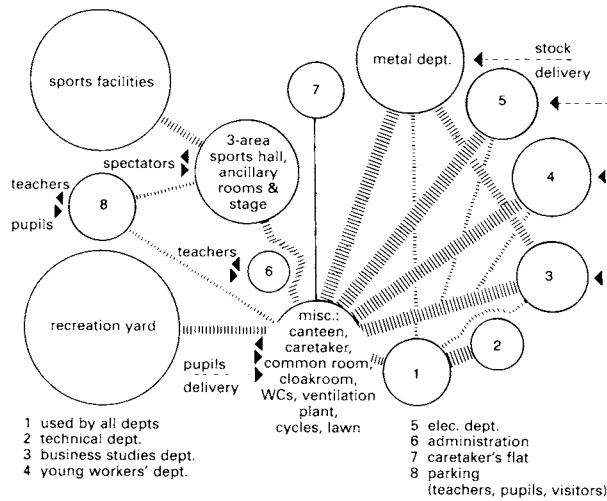 metal dept.
stock
delivery
sports facilities
7
5
3-area
sports hall,
ancillary
rooms &
stage
spectators
4
teachers
pupils
8
teachers
6
3
recreation yard
misc.:
canteen,
caretaker,
common room,
cloakroom,
WCs, ventilation
plant,
cycles, lawn
pupils
delivery
2
1
1 used by all depts
2 technical dept.
3 business studies dept.
4 young workers' dept.
5 elec. dept.
6 administration
7 caretaker's flat
8 parking
(teachers, pupils, visitors)